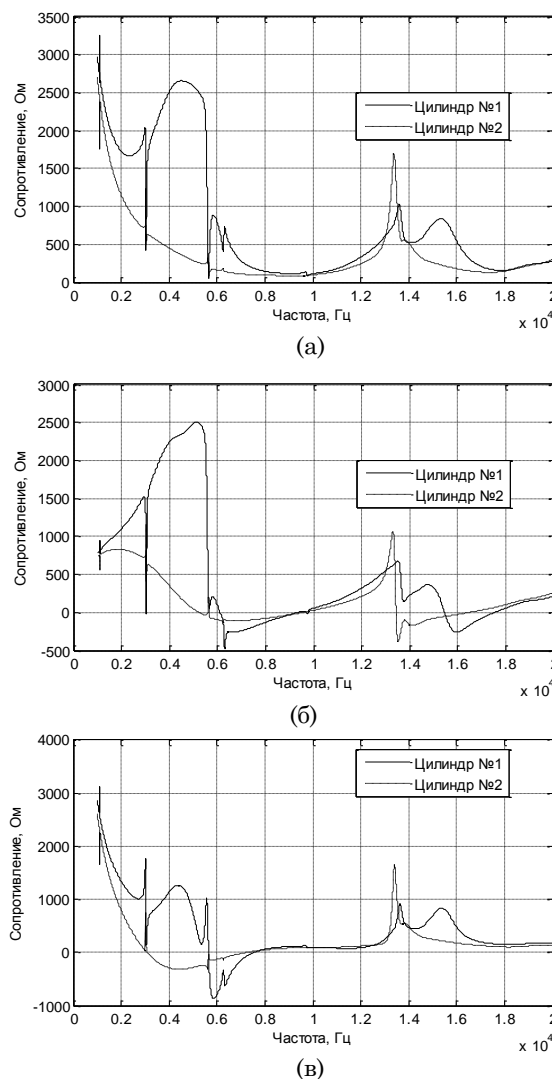 3500
3000
2500
2000
1500
1000
500
0
Сопротивление, Ом
Цилиндр №1
Цилиндр №2
0 0.2 0.4 0.6 0.8 1 1.2 1.4 1.6 1.8 2
Частота, Гц
x 10⁴
(а)
3000
2500
2000
1500
1000
500
0
-500
Сопротивление, Ом
Цилиндр №1
Цилиндр №2
0 0.2 0.4 0.6 0.8 1 1.2 1.4 1.6 1.8 2
Частота, Гц
x 10⁴
(б)
4000
3000
2000
1000
0
-1000
Сопротивление, Ом
Цилиндр №1
Цилиндр №2
0 0.2 0.4 0.6 0.8 1 1.2 1.4 1.6 1.8 2
Частота, Гц
x 10⁴
(в)